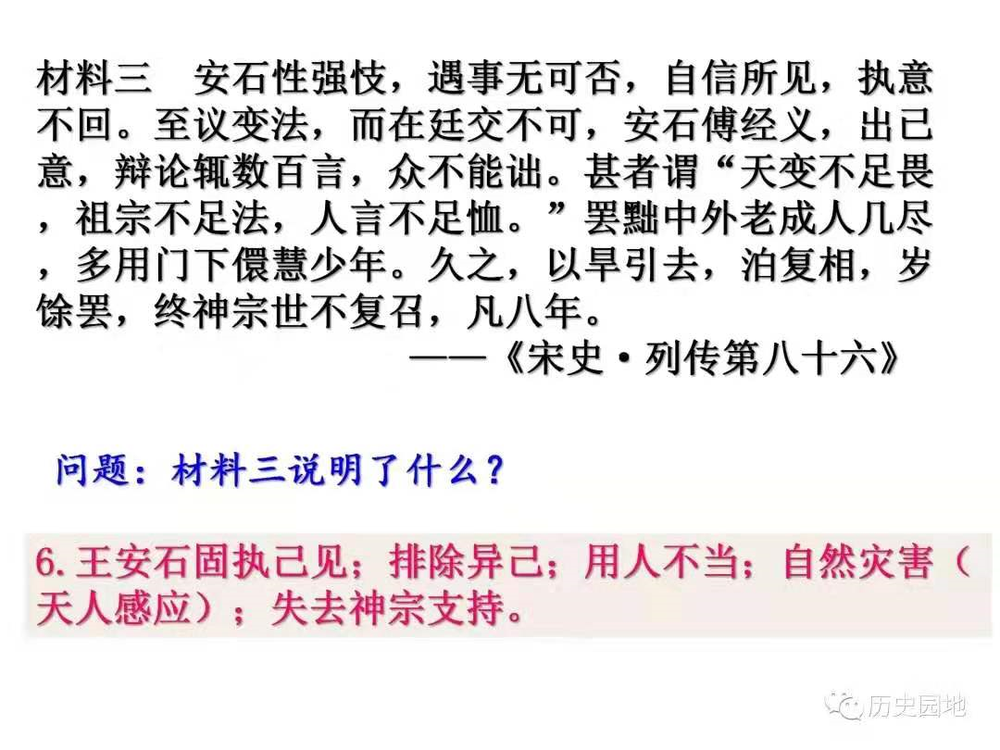 材料三　安石性强忮，遇事无可否，自信所见，执意
不回。至议变法，而在廷交不可，安石傅经义，出己
意，辩论辄数百言，众不能诎。甚者谓“天变不足畏
，祖宗不足法，人言不足恤。”罢黜中外老成人几尽
，多用门下儇慧少年。久之，以旱引去，洎复相，岁
馀罢，终神宗世不复召，凡八年。
——《宋史·列传第八十六》
问题：材料三说明了什么？
6.王安石固执己见；排除异己；用人不当；自然灾害（
天人感应）；失去神宗支持。
历史园地